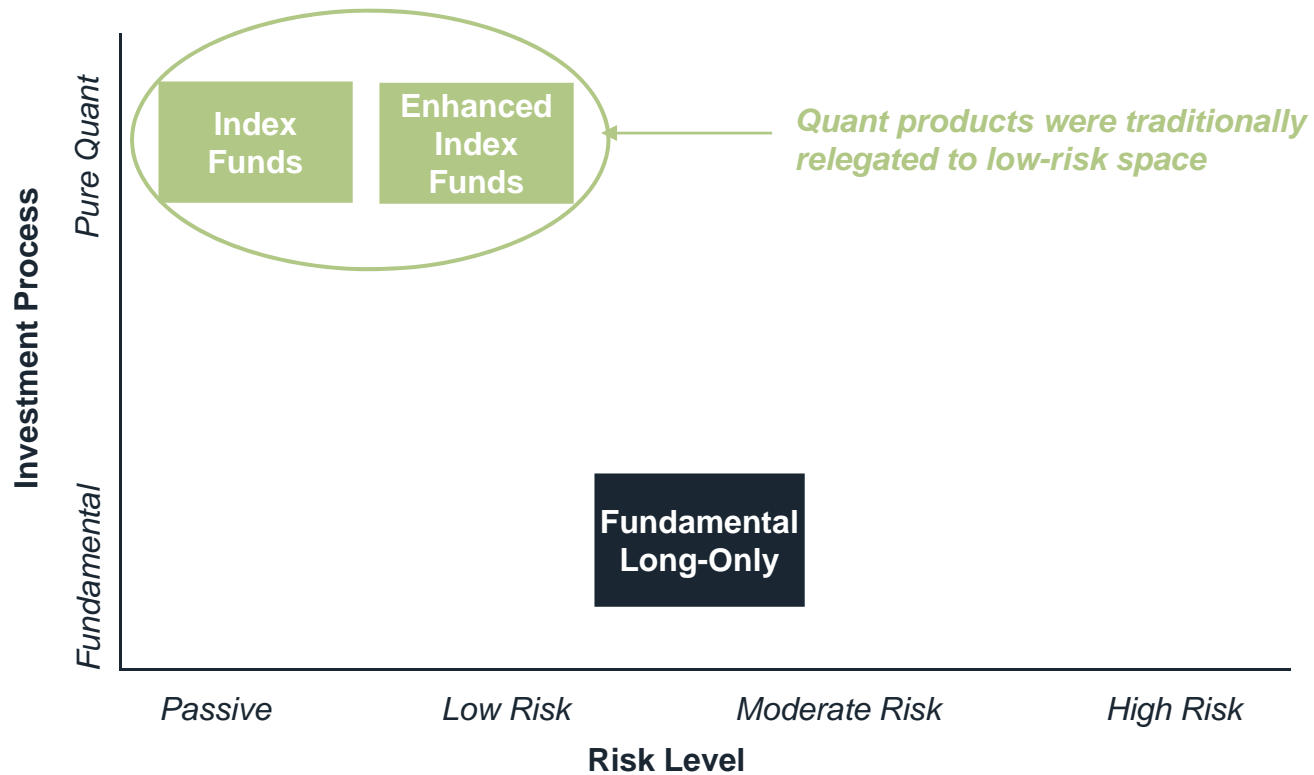 Investment Process
Pure Quant
Fundamental
Index
Funds
Enhanced
Index
Funds
Quant products were traditionally
relegated to low-risk space
Fundamental
Long-Only
Passive
Low Risk
Moderate Risk
High Risk
Risk Level